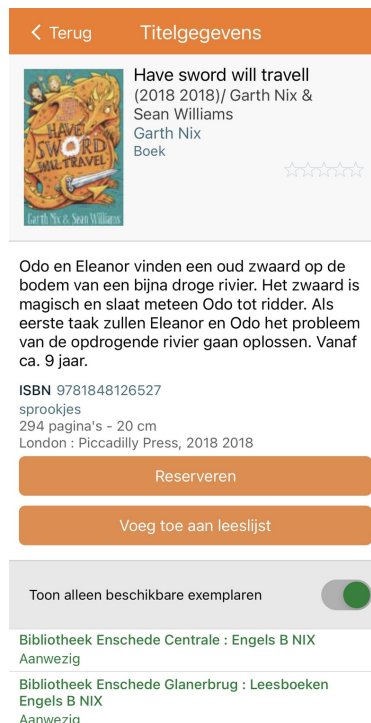 Terug
Titelgegevens
HAVE
SWORD
WILL TRAVEL
Garth Nix & Sean Williams
Have sword will travell
(2018 2018)/ Garth Nix &
Sean Williams
Garth Nix
Boek
Odo en Eleanor vinden een oud zwaard op de
bodem van een bijna droge rivier. Het zwaard is
magisch en slaat meteen Odo tot ridder. Als
eerste taak zullen Eleanor en Odo het probleem
van de opdrogende rivier gaan oplossen. Vanaf
ca. 9 jaar.
ISBN 9781848126527
sprookjes
294 pagina's - 20 cm
London : Piccadilly Press, 2018 2018
Reserveren
Voeg toe aan leeslijst
Toon alleen beschikbare exemplaren
Bibliotheek Enschede Centrale : Engels B NIX
Aanwezig
Bibliotheek Enschede Glanerbrug : Leesboeken
Engels B NIX
Aanwezig